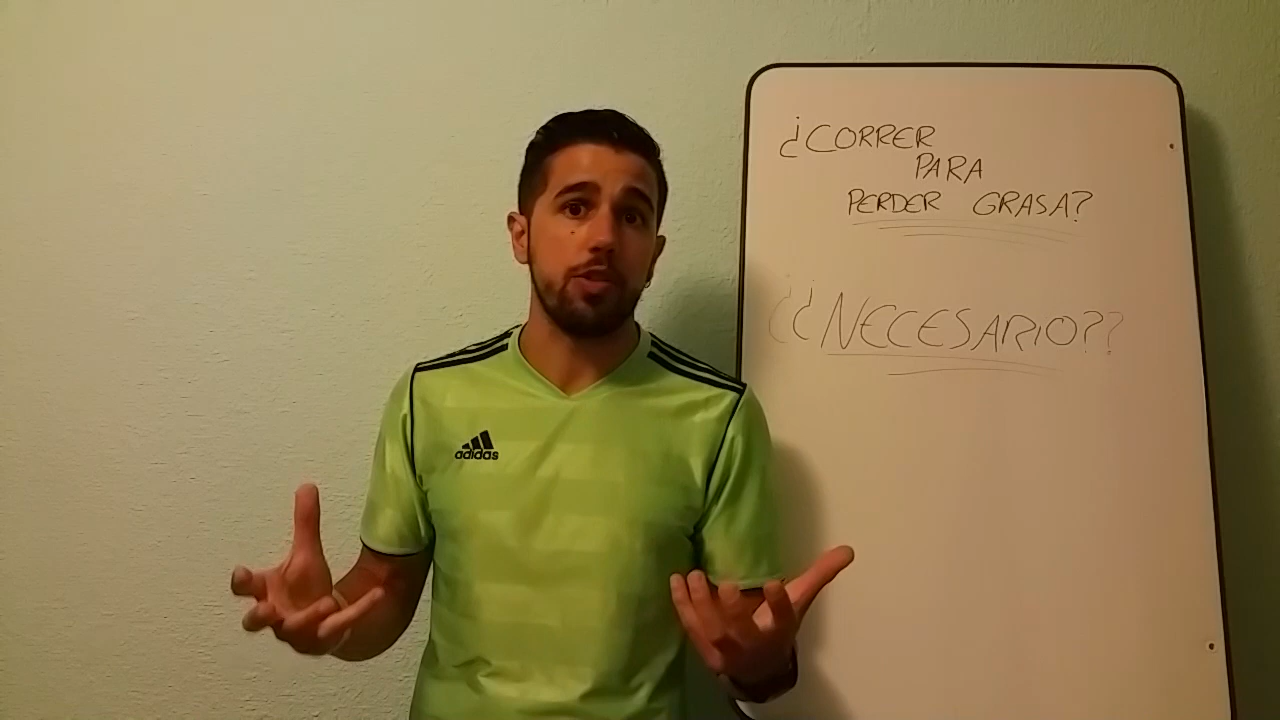 ¿CORRER
PARA
PERDER GRASA?
¿¿NECESARIO??
adidas